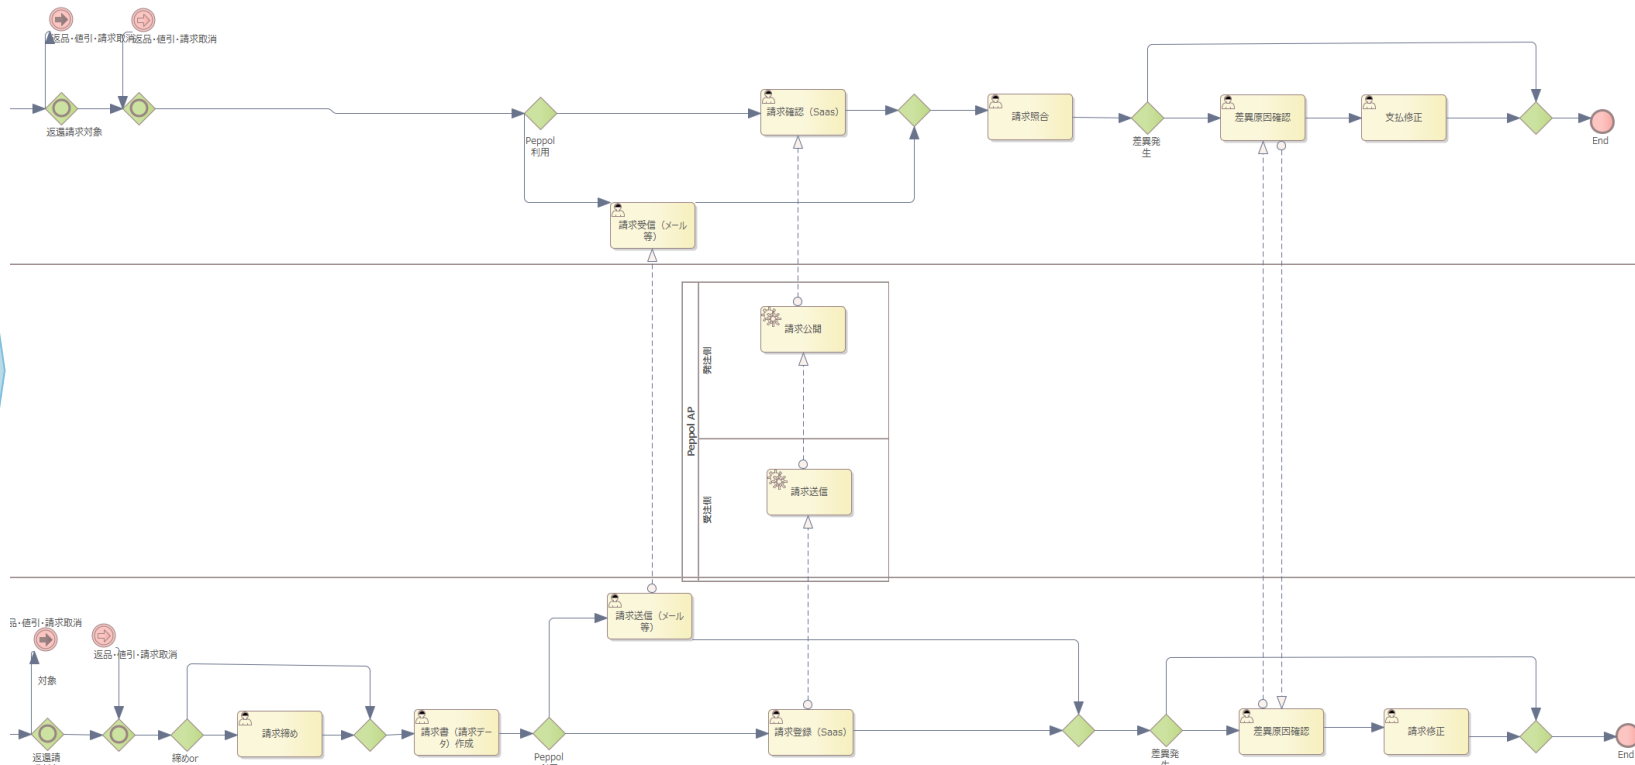 返品・値引・請求取消
返品・値引・請求取消
返還請求対象
Peppol
利用
請求確認（Saas）
請求照合
差異発
生
差異原因確認
支払修正
End
請求受信（メール
等）
Peppol AP
発注側
請求公開
受注側
請求送信
請求送信（メール
等）
品・値引・請求取消
返品・値引・請求取消
対象
返還請
締めor
請求締め
請求書（請求デー
タ）作成
Peppol
請求登録（Saas）
差異発
生
差異原因確認
請求修正
End